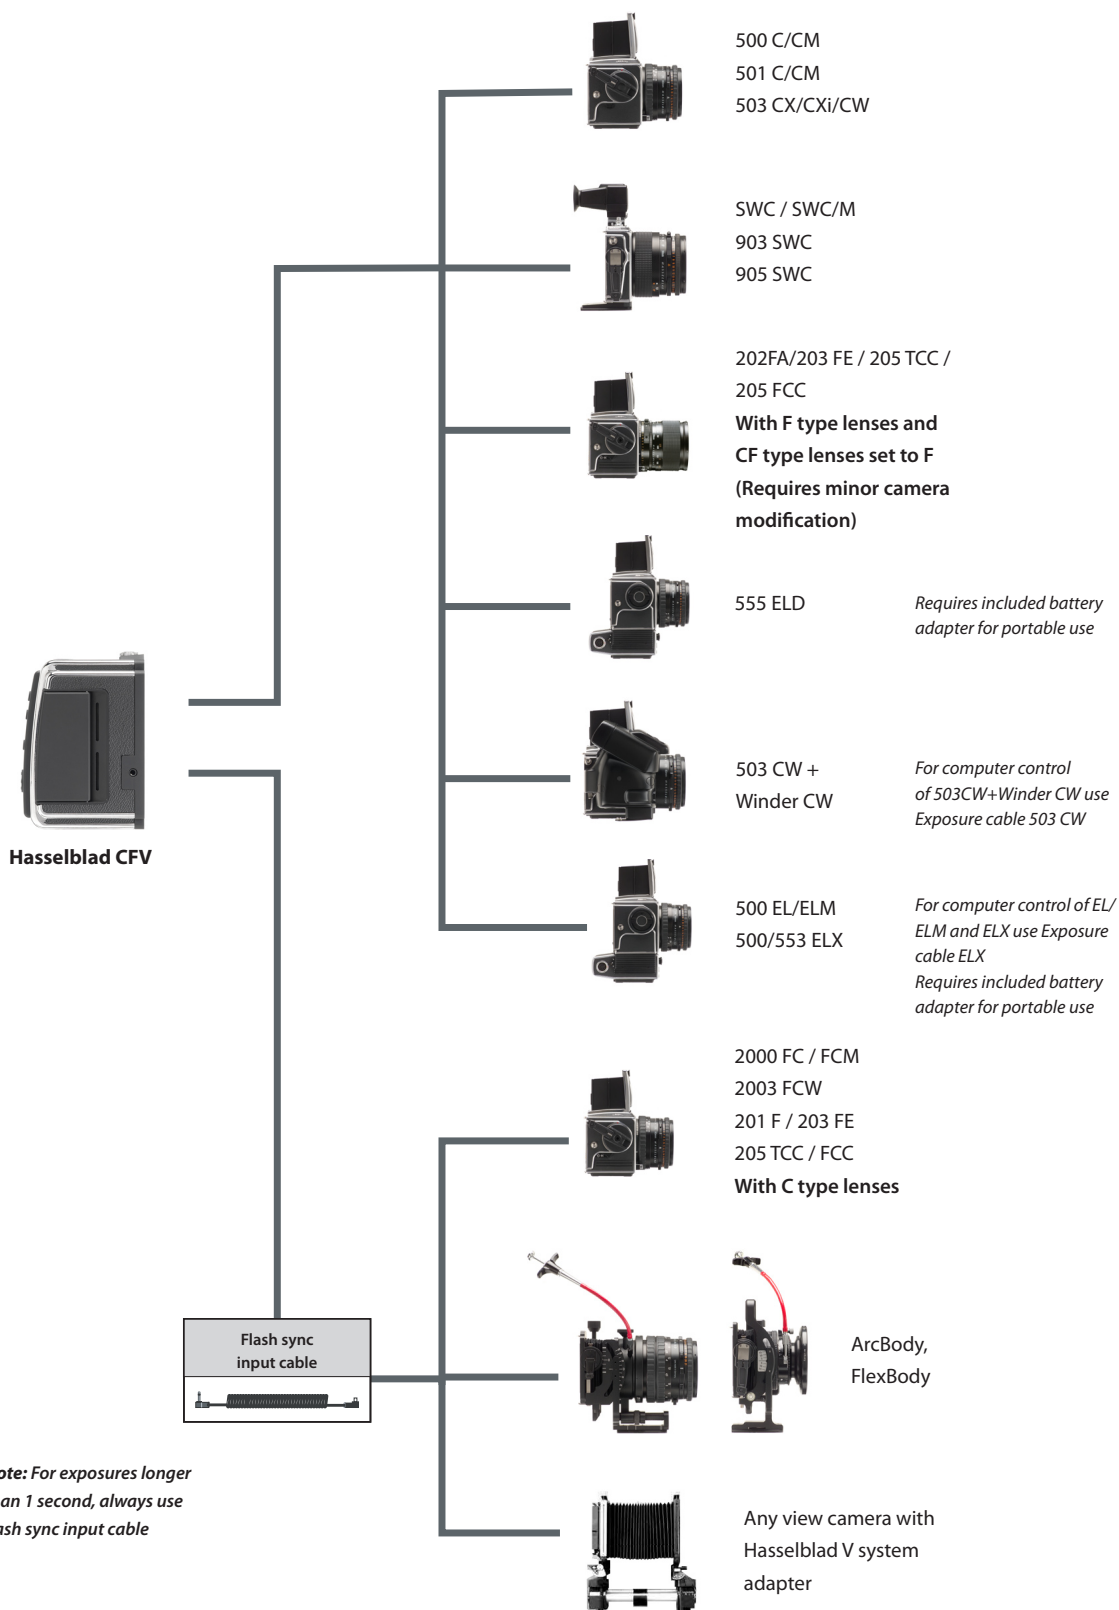 500 C/CM
501 C/CM
503 CX/CXi/CW
SWC / SWC/M
903 SWC
905 SWC
202FA/203 FE / 205 TCC /
205 FCC
With F type lenses and
CF type lenses set to F
(Requires minor camera
modification)
555 ELD
Requires included battery
adapter for portable use
Hasselblad CFV
503 CW +
Winder CW
For computer control
of 503CW+Winder CW use
Exposure cable 503 CW
500 EL/ELM
500/553 ELX
For computer control of EL/
ELM and ELX use Exposure
cable ELX
Requires included battery
adapter for portable use
2000 FC / FCM
2003 FCW
201 F / 203 FE
205 TCC / FCC
With C type lenses
Flash sync
input cable
ArcBody,
FlexBody
ote: For exposures longer
an 1 second, always use
ash sync input cable
Any view camera with
Hasselblad V system
adapter